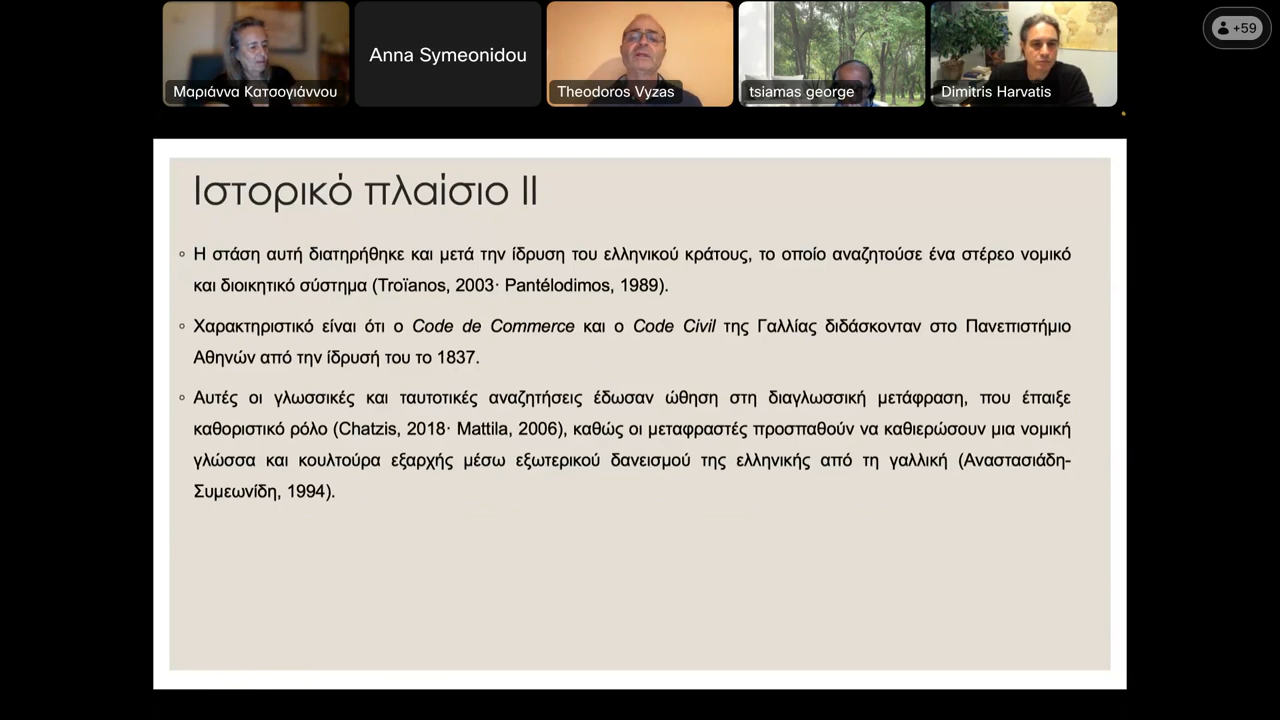 Μαριάννα Κατσογιάννου
Anna Symeonidou
Theodoros Vyzas
tsiamas george
Dimitris Harvatis
+59
Ιστορικό πλαίσιο II
◦ Η στάση αυτή διατηρήθηκε και μετά την ίδρυση του ελληνικού κράτους, το οποίο αναζητούσε ένα στέρεο νομικό
και διοικητικό σύστημα (Troïanos, 2003· Pantélodimos, 1989).
◦ Χαρακτηριστικό είναι ότι ο Code de Commerce και ο Code Civil της Γαλλίας διδάσκονταν στο Πανεπιστήμιο
Αθηνών από την ίδρυσή του το 1837.
◦ Αυτές οι γλωσσικές και ταυτοτικές αναζητήσεις έδωσαν ώθηση στη διαγλωσσική μετάφραση, που έπαιξε
καθοριστικό ρόλο (Chatzis, 2018· Mattila, 2006), καθώς οι μεταφραστές προσπαθούν να καθιερώσουν μια νομική
γλώσσα και κουλτούρα εξαρχής μέσω εξωτερικού δανεισμού της ελληνικής από τη γαλλική (Αναστασιάδη-
Συμεωνίδη, 1994).